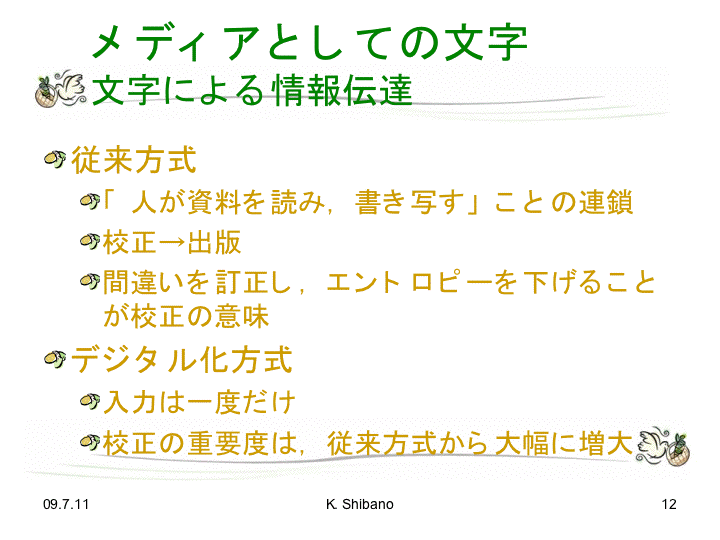 メディアとしての文字
文字による情報伝達
従来方式
「人が資料を読み，書き写す」ことの連鎖
校正→出版
間違いを訂正し，エントロピーを下げること
が校正の意味
デジタル化方式
入力は一度だけ
校正の重要度は，従来方式から大幅に増大
09.7.11
K. Shibano
12